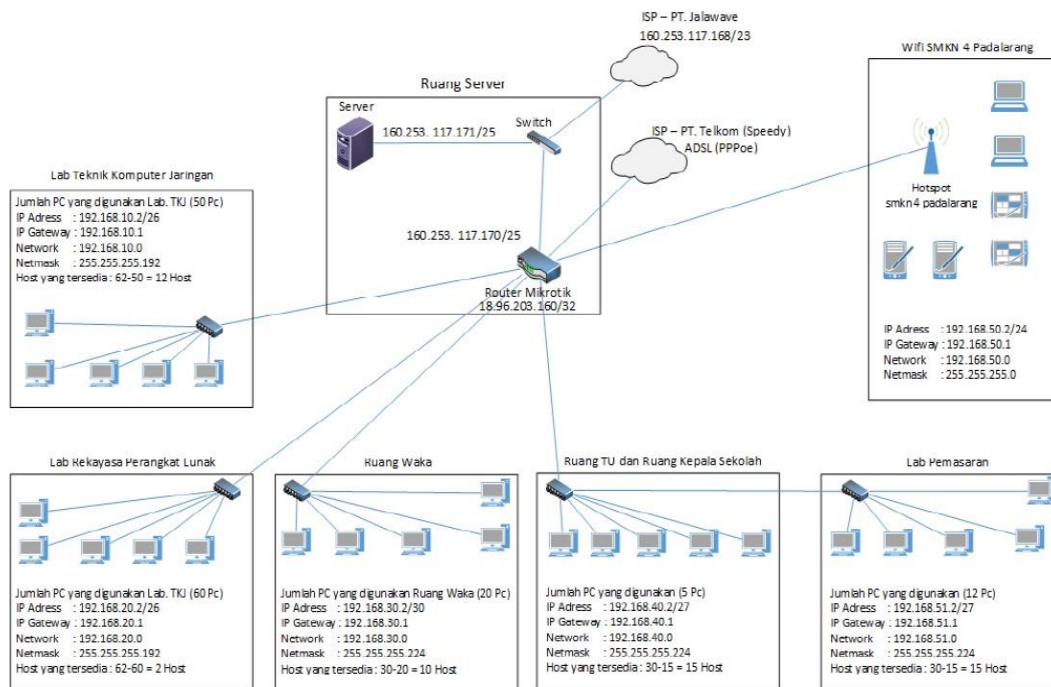 ISP – PT. Jalawave
160.253.117.168/23
Wifi SMKN 4 Padalarang
Ruang Server
Server
160.253. 117.171/25
Switch
ISP – PT. Telkom (Speedy)
ADSL (PPPoe)
Hotspot
smkn4 padalarang
Lab Teknik Komputer Jaringan
Jumlah PC yang digunakan Lab. TKJ (50 Pc)
IP Adress : 192.168.10.2/26
IP Gateway : 192.168.10.1
Network : 192.168.10.0
Netmask : 255.255.255.192
Host yang tersedia : 62-50 = 12 Host
160.253. 117.170/25
Router Mikrotik
18.96.203.160/32
IP Adress : 192.168.50.2/24
IP Gateway : 192.168.50.1
Network : 192.168.50.0
Netmask : 255.255.255.0
Lab Rekayasa Perangkat Lunak
Jumlah PC yang digunakan Lab. TKJ (60 Pc)
IP Adress : 192.168.20.2/26
IP Gateway : 192.168.20.1
Network : 192.168.20.0
Netmask : 255.255.255.192
Host yang tersedia : 62-60 = 2 Host
Ruang Waka
Jumlah PC yang digunakan Ruang Waka (20 Pc)
IP Adress : 192.168.30.2/30
IP Gateway : 192.168.30.1
Network : 192.168.30.0
Netmask : 255.255.255.224
Host yang tersedia : 30-20 = 10 Host
Ruang TU dan Ruang Kepala Sekolah
Jumlah PC yang digunakan (5 Pc)
IP Adress : 192.168.40.2/27
IP Gateway : 192.168.40.1
Network : 192.168.40.0
Netmask : 255.255.255.224
Host yang tersedia : 30-15 = 15 Host
Lab Pemasaran
Jumlah PC yang digunakan (12 Pc)
IP Adress : 192.168.51.2/27
IP Gateway : 192.168.51.1
Network : 192.168.51.0
Netmask : 255.255.255.224
Host yang tersedia : 30-15 = 15 Host